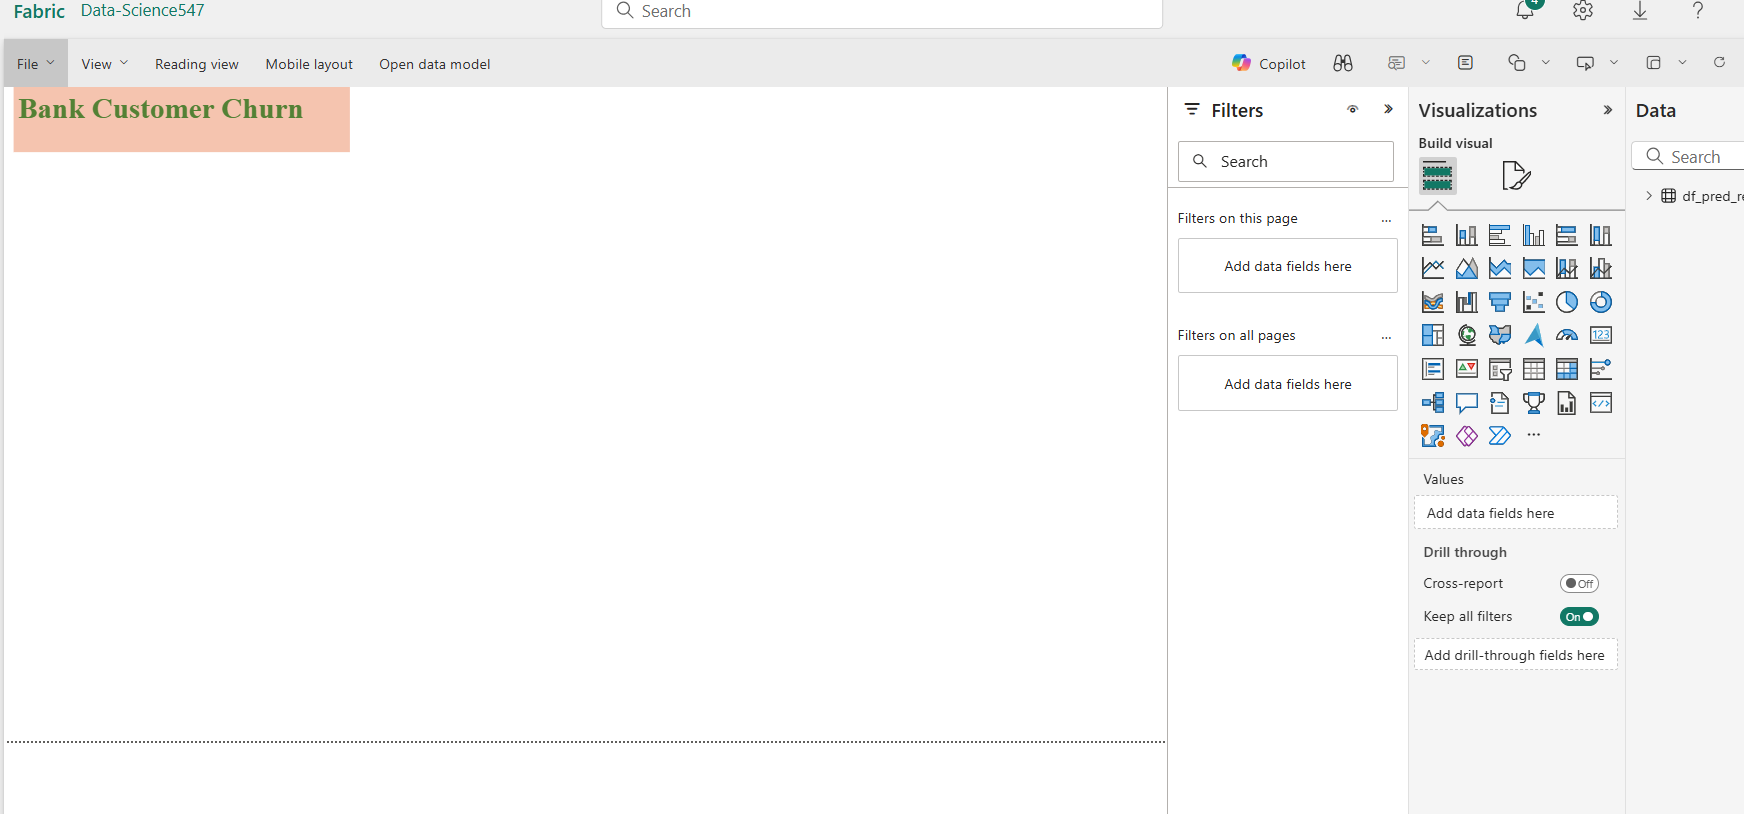 Fabric Data-Science547
Search
4
File View Reading view Mobile layout Open data model
Copilot
Bank Customer Churn
Filters
Search
Filters on this page
...
Add data fields here
Filters on all pages
...
Add data fields here
Visualizations
Build visual
123
...
Values
Add data fields here
Drill through
Cross-report
Off
Keep all filters
On
Add drill-through fields here
Data
Search
df_pred_re